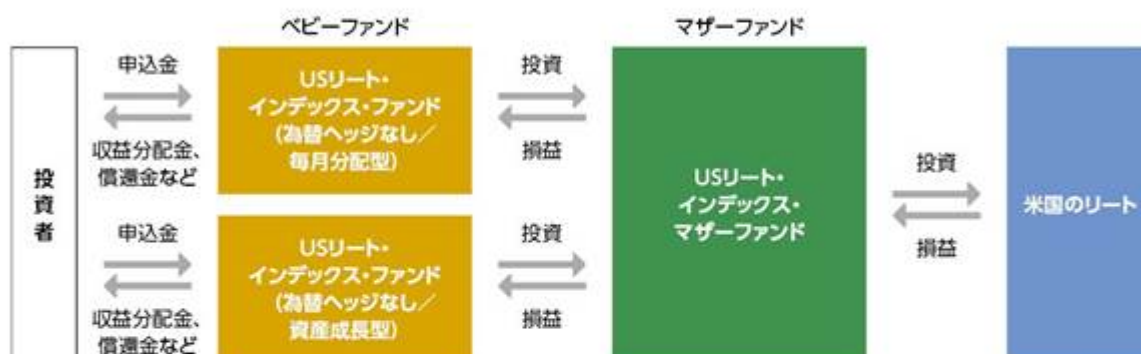 ベビーファンド
マザーファンド
投資者
申込金
収益分配金、
償還金など
USリート・
インデックス・ファンド
(為替ヘッジなし／
毎月分配型)
投資
損益
申込金
収益分配金、
償還金など
USリート・
インデックス・ファンド
(為替ヘッジなし／
資産成長型)
投資
損益
USリート・
インデックス・
マザーファンド
投資
損益
米国のリート